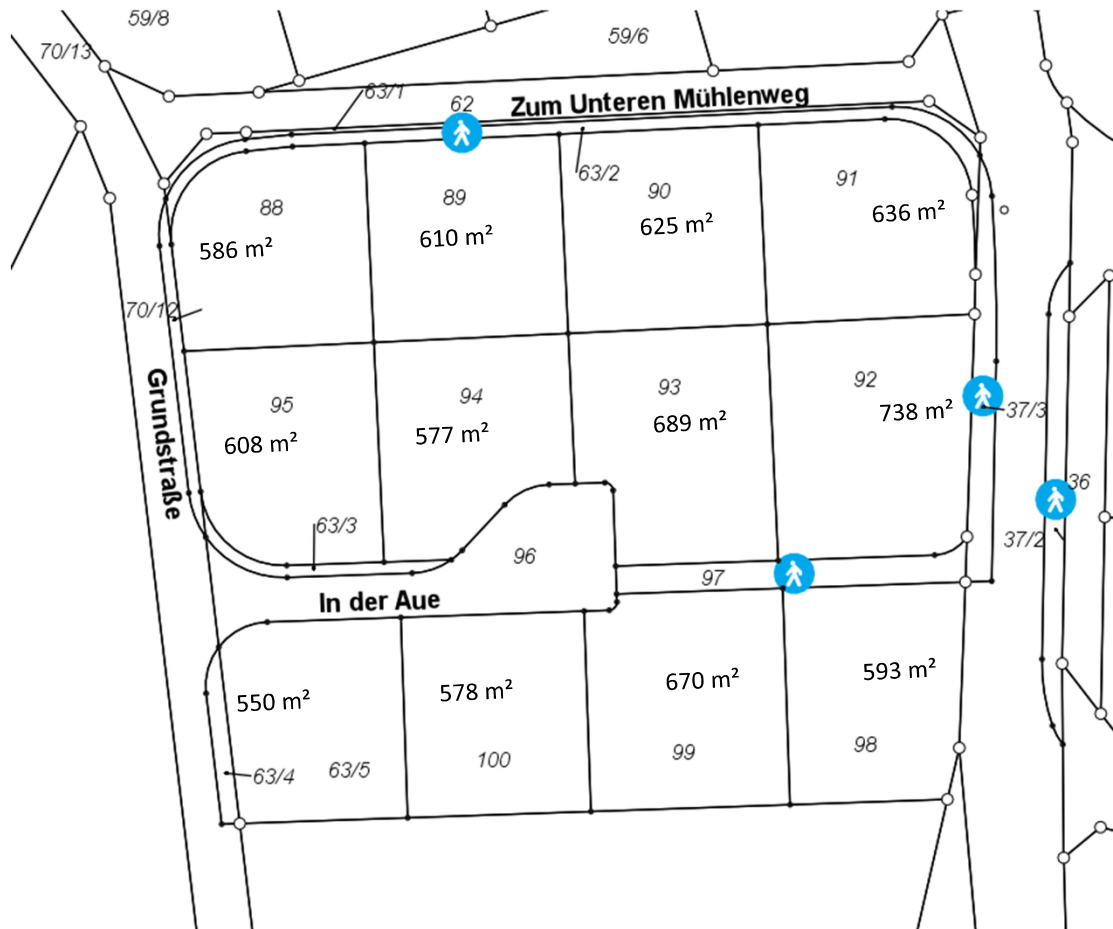 59/8
70/13
59/6
63/1
62
Zum Unteren Mühlenweg
63/2
88
89
90
91
586 m²
610 m²
625 m²
636 m²
70/12
Grundstraße
95
94
93
92
608 m²
577 m²
689 m²
738 m²
37/3
36
63/3
96
37/2
97
In der Aue
550 m²
578 m²
670 m²
593 m²
63/4
63/5
100
99
98